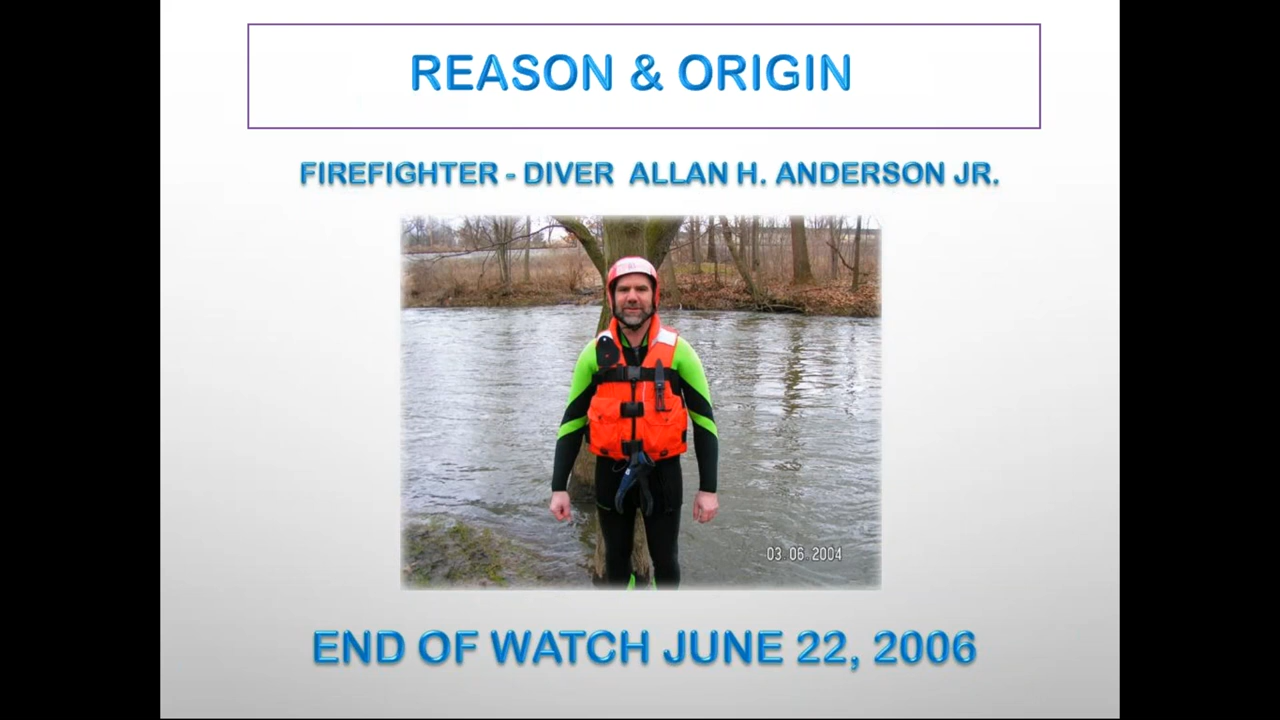 REASON & ORIGIN
FIREFIGHTER - DIVER ALLAN H. ANDERSON JR.
03 06 2004
END OF WATCH JUNE 22, 2006